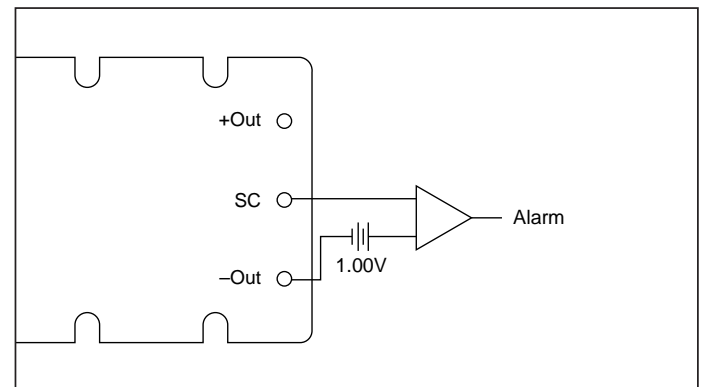 +Out
SC
Alarm
–Out
1.00V